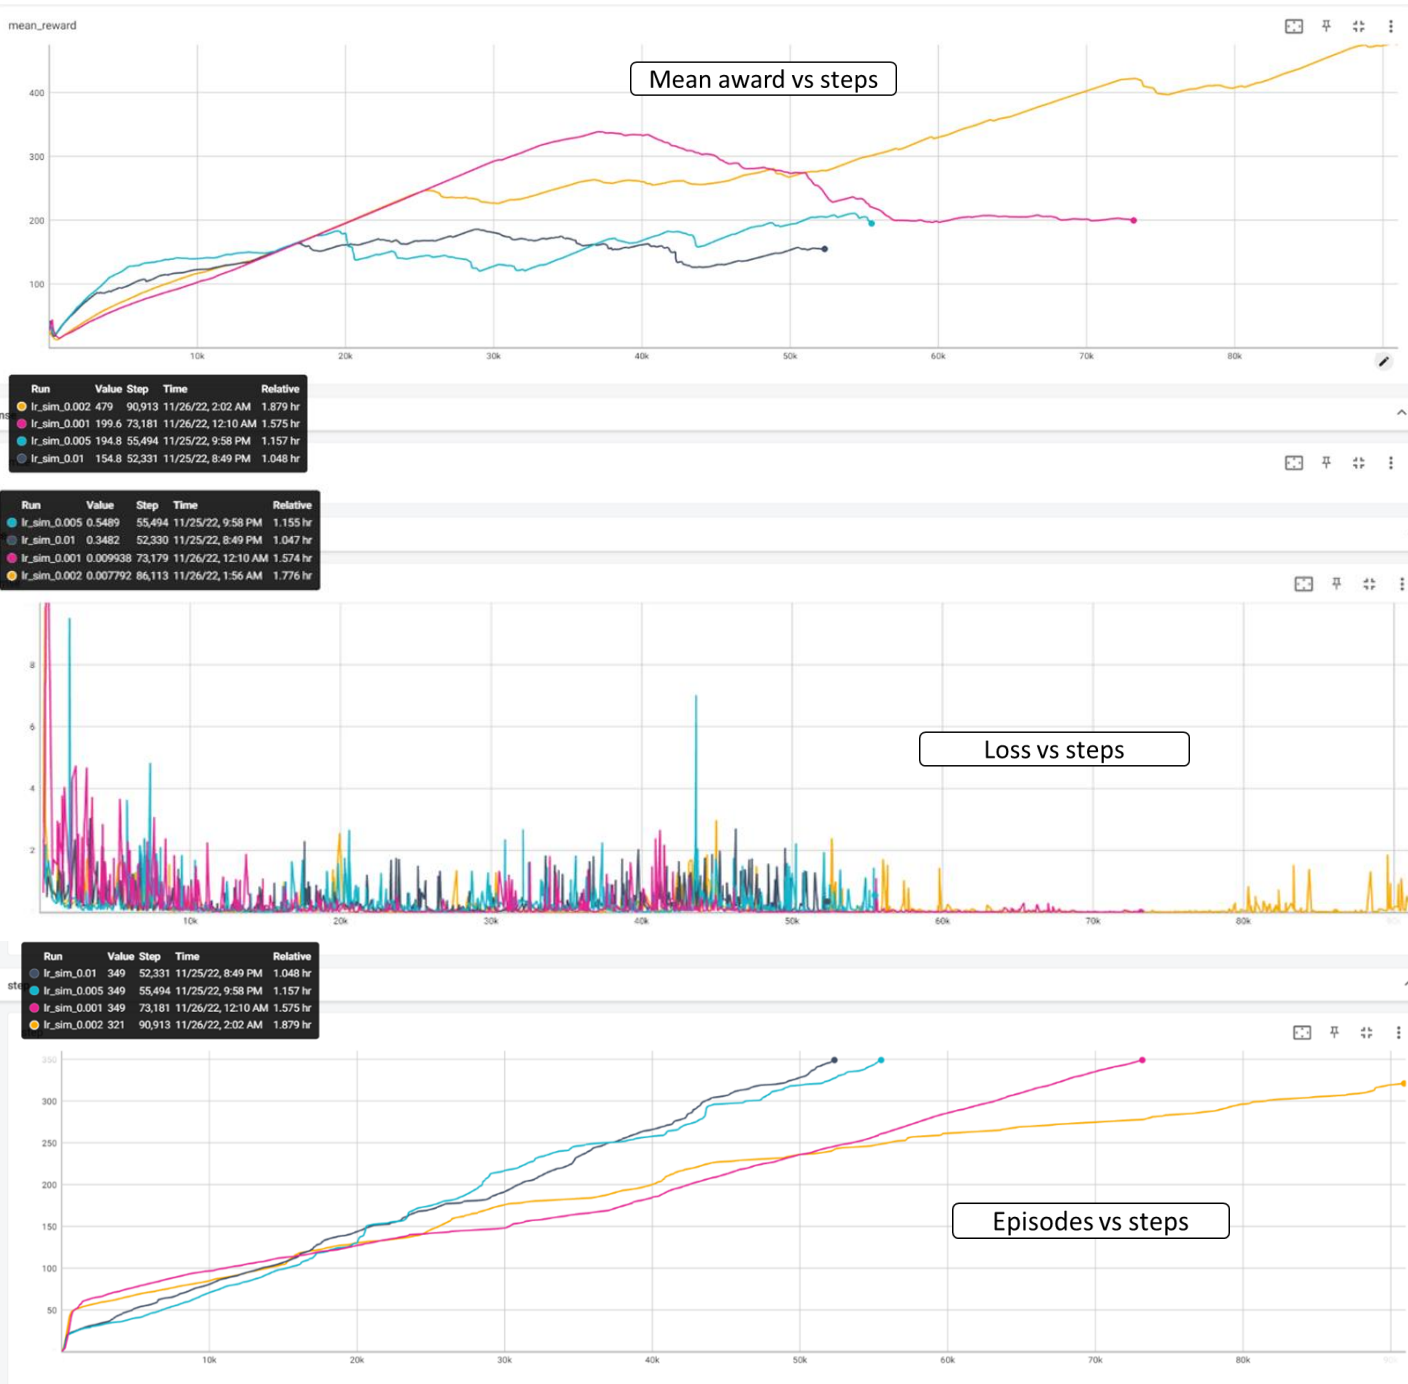 mean_reward
Mean award vs steps
400
300
200
100
10k 20k 30k 40k 50k 60k 70k 80k
Run Value Step Time Relative
lr_sim_0.002 479 90,913 11/26/22, 2:02 AM 1.879 hr
lr_sim_0.001 199.6 73,181 11/26/22, 12:10 AM 1.575 hr
lr_sim_0.005 194.8 55,494 11/25/22, 9:58 PM 1.157 hr
lr_sim_0.01 154.8 52,331 11/25/22, 8:49 PM 1.048 hr
Run Value Step Time Relative
lr_sim_0.005 0.5489 55,494 11/25/22, 9:58 PM 1.155 hr
lr_sim_0.01 0.3482 52,330 11/25/22, 8:49 PM 1.047 hr
lr_sim_0.001 0.009938 73,179 11/26/22, 12:10 AM 1.574 hr
lr_sim_0.002 0.007792 86,113 11/26/22, 1:56 AM 1.776 hr
8
6
Loss vs steps
4
2
10k 20k 30k 40k 50k 60k 70k 80k 90k
Run Value Step Time Relative
lr_sim_0.01 349 52,331 11/25/22, 8:49 PM 1.048 hr
lr_sim_0.005 349 55,494 11/25/22, 9:58 PM 1.157 hr
ste
lr_sim_0.001 349 73,181 11/26/22, 12:10 AM 1.575 hr
lr_sim_0.002 321 90,913 11/26/22, 2:02 AM 1.879 hr
350
300
250
200
Episodes vs steps
150
100
50
10k 20k 30k 40k 50k 60k 70k 80k 90k